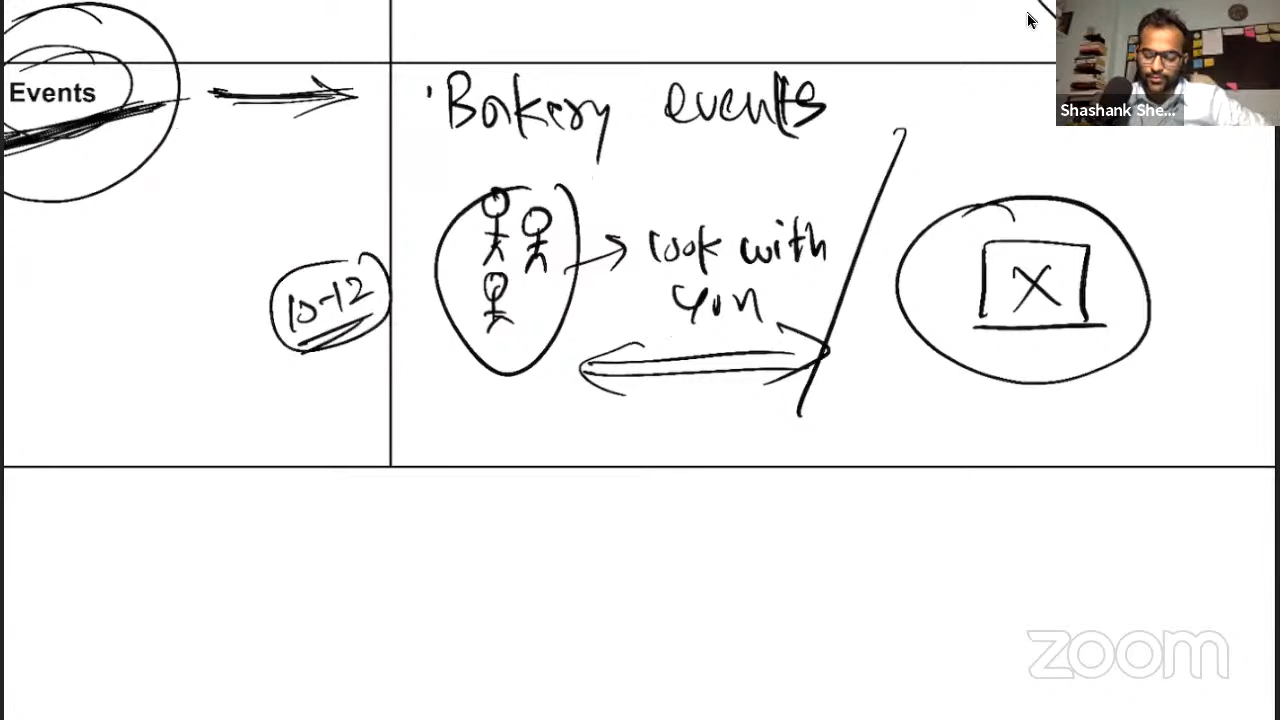 Shashank She...
Events
Bakery events
cook with
you
10-12
X
zoom